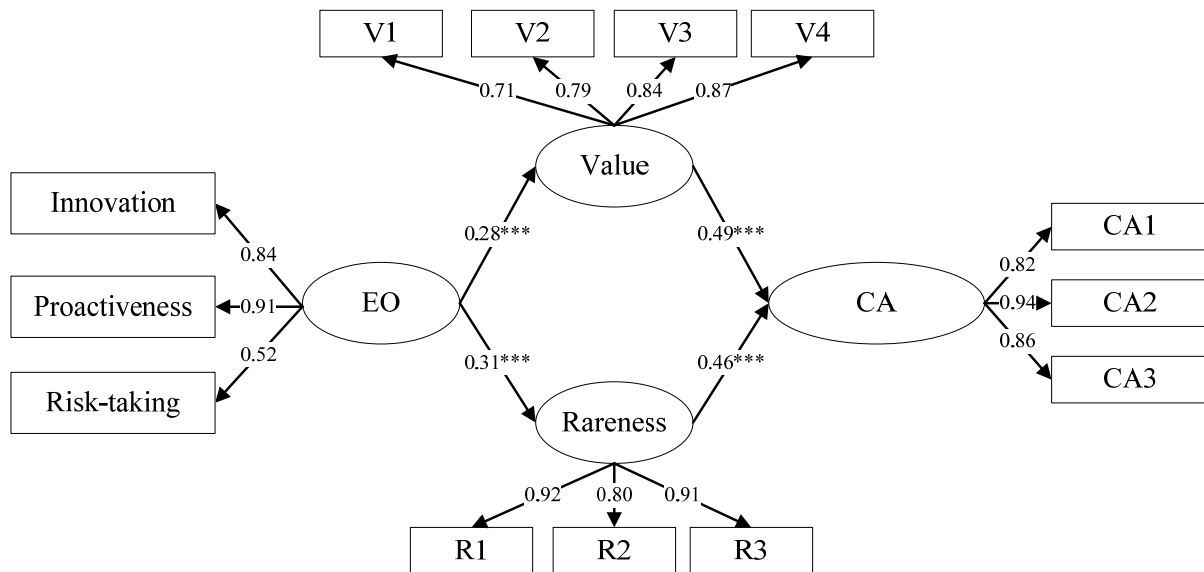 V1
V2
V3
V4
0.71
0.79
0.84
0.87
Value
Innovation
0.84
0.28***
0.49***
CA1
0.82
Proactiveness
0.91
EO
CA
0.94
CA2
0.52
0.31***
0.46***
0.86
Risk-taking
CA3
Rareness
0.92
0.80
0.91
R1
R2
R3